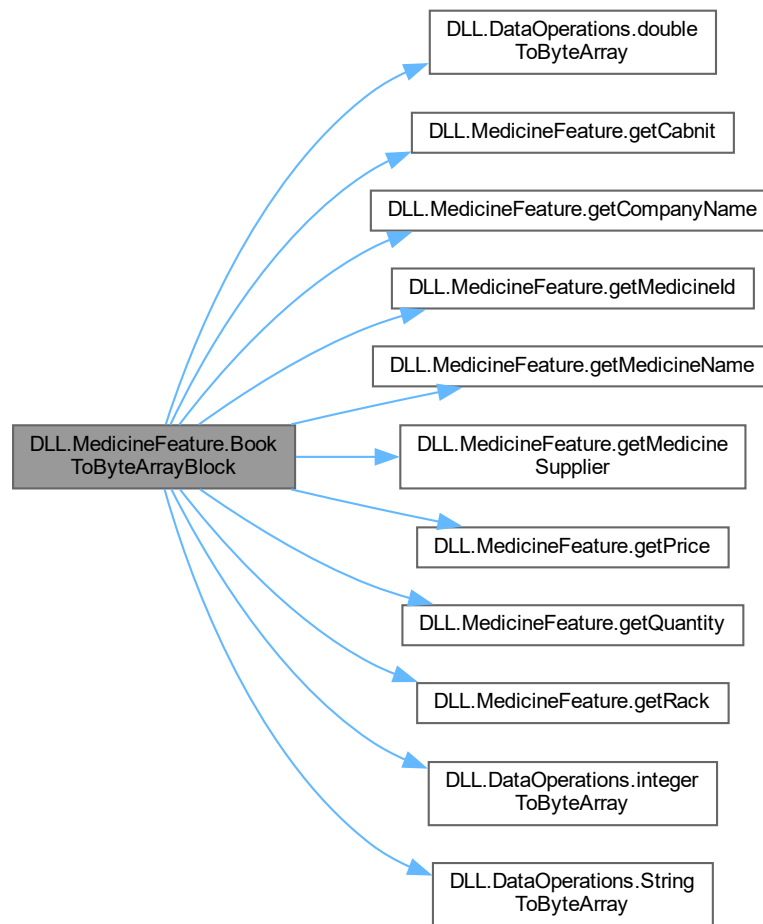 DLL.DataOperations.double
ToByteArray
DLL.MedicineFeature.getCabnit
DLL.MedicineFeature.getCompanyName
DLL.MedicineFeature.getMedicineId
DLL.MedicineFeature.getMedicineName
DLL.MedicineFeature.Book
ToByteArrayBlock
DLL.MedicineFeature.getMedicine
Supplier
DLL.MedicineFeature.getPrice
DLL.MedicineFeature.getQuantity
DLL.MedicineFeature.getRack
DLL.DataOperations.integer
ToByteArray
DLL.DataOperations.String
ToByteArray